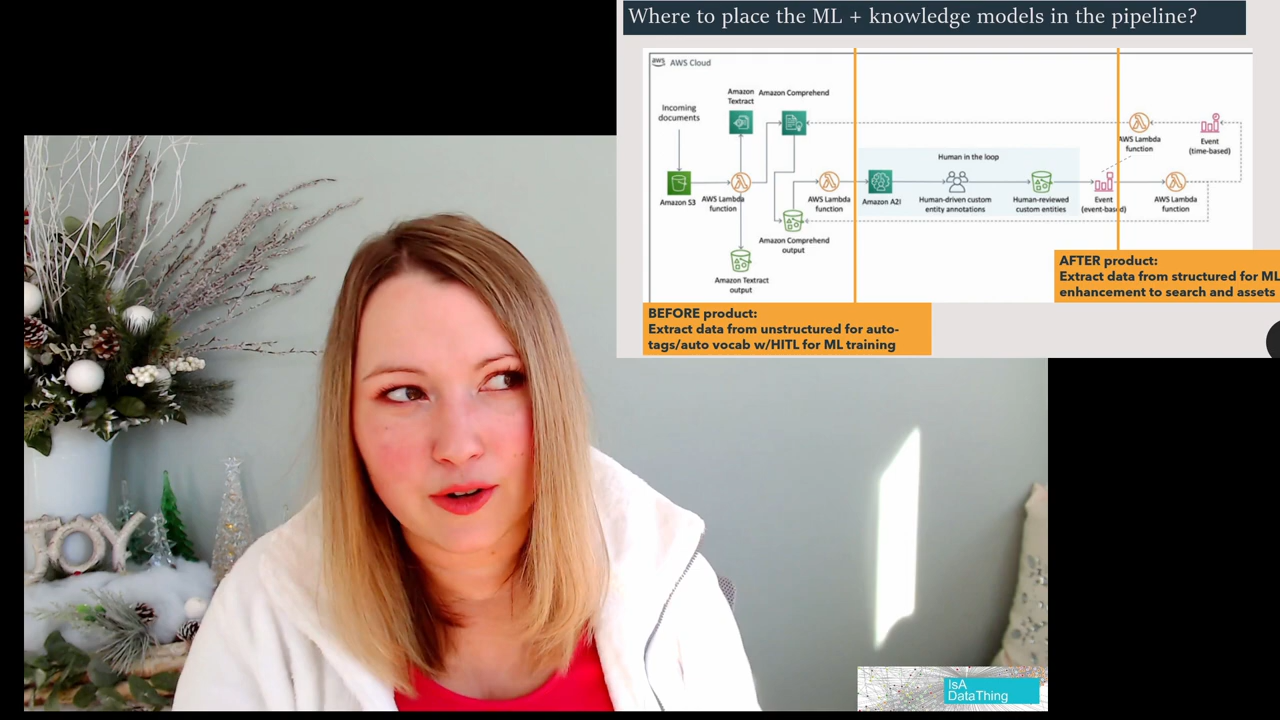 Where to place the ML + knowledge models in the pipeline?
aws
AWS Cloud
Incoming
documents
Amazon
Textract
Amazon Comprehend
Amazon S3
AWS Lambda
function
Amazon Textract
output
Amazon Comprehend
output
AWS Lambda
function
Human in the loop
Amazon A2I
Human-driven custom
entity annotations
Human-reviewed
custom entities
Event
(event-based)
AWS Lambda
function
Event
(time-based)
AWS Lambda
function
BEFORE product:
Extract data from unstructured for auto-
tags/auto vocab w/HITL for ML training
AFTER product:
Extract data from structured for ML
enhancement to search and assets
JOY
IsA
DataThing